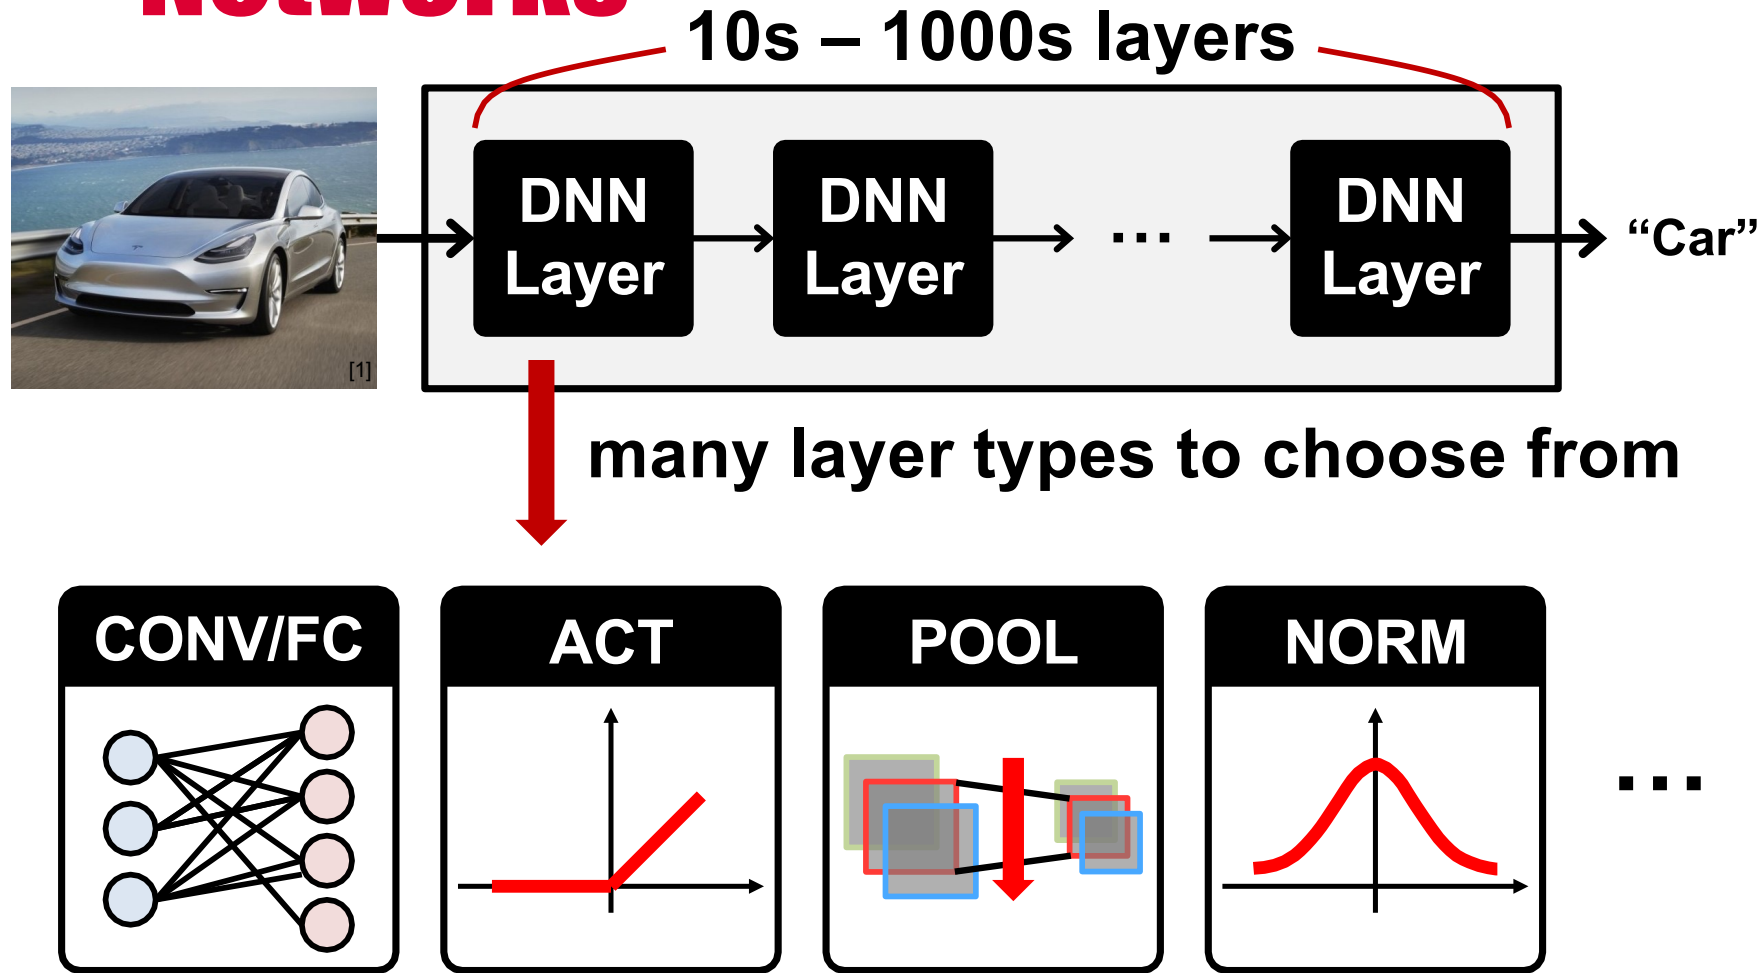 Networks
10s – 1000s layers
DNN
Layer
DNN
Layer
...
DNN
Layer
“Car”
[1]
many layer types to choose from
CONV/FC
ACT
POOL
NORM
...